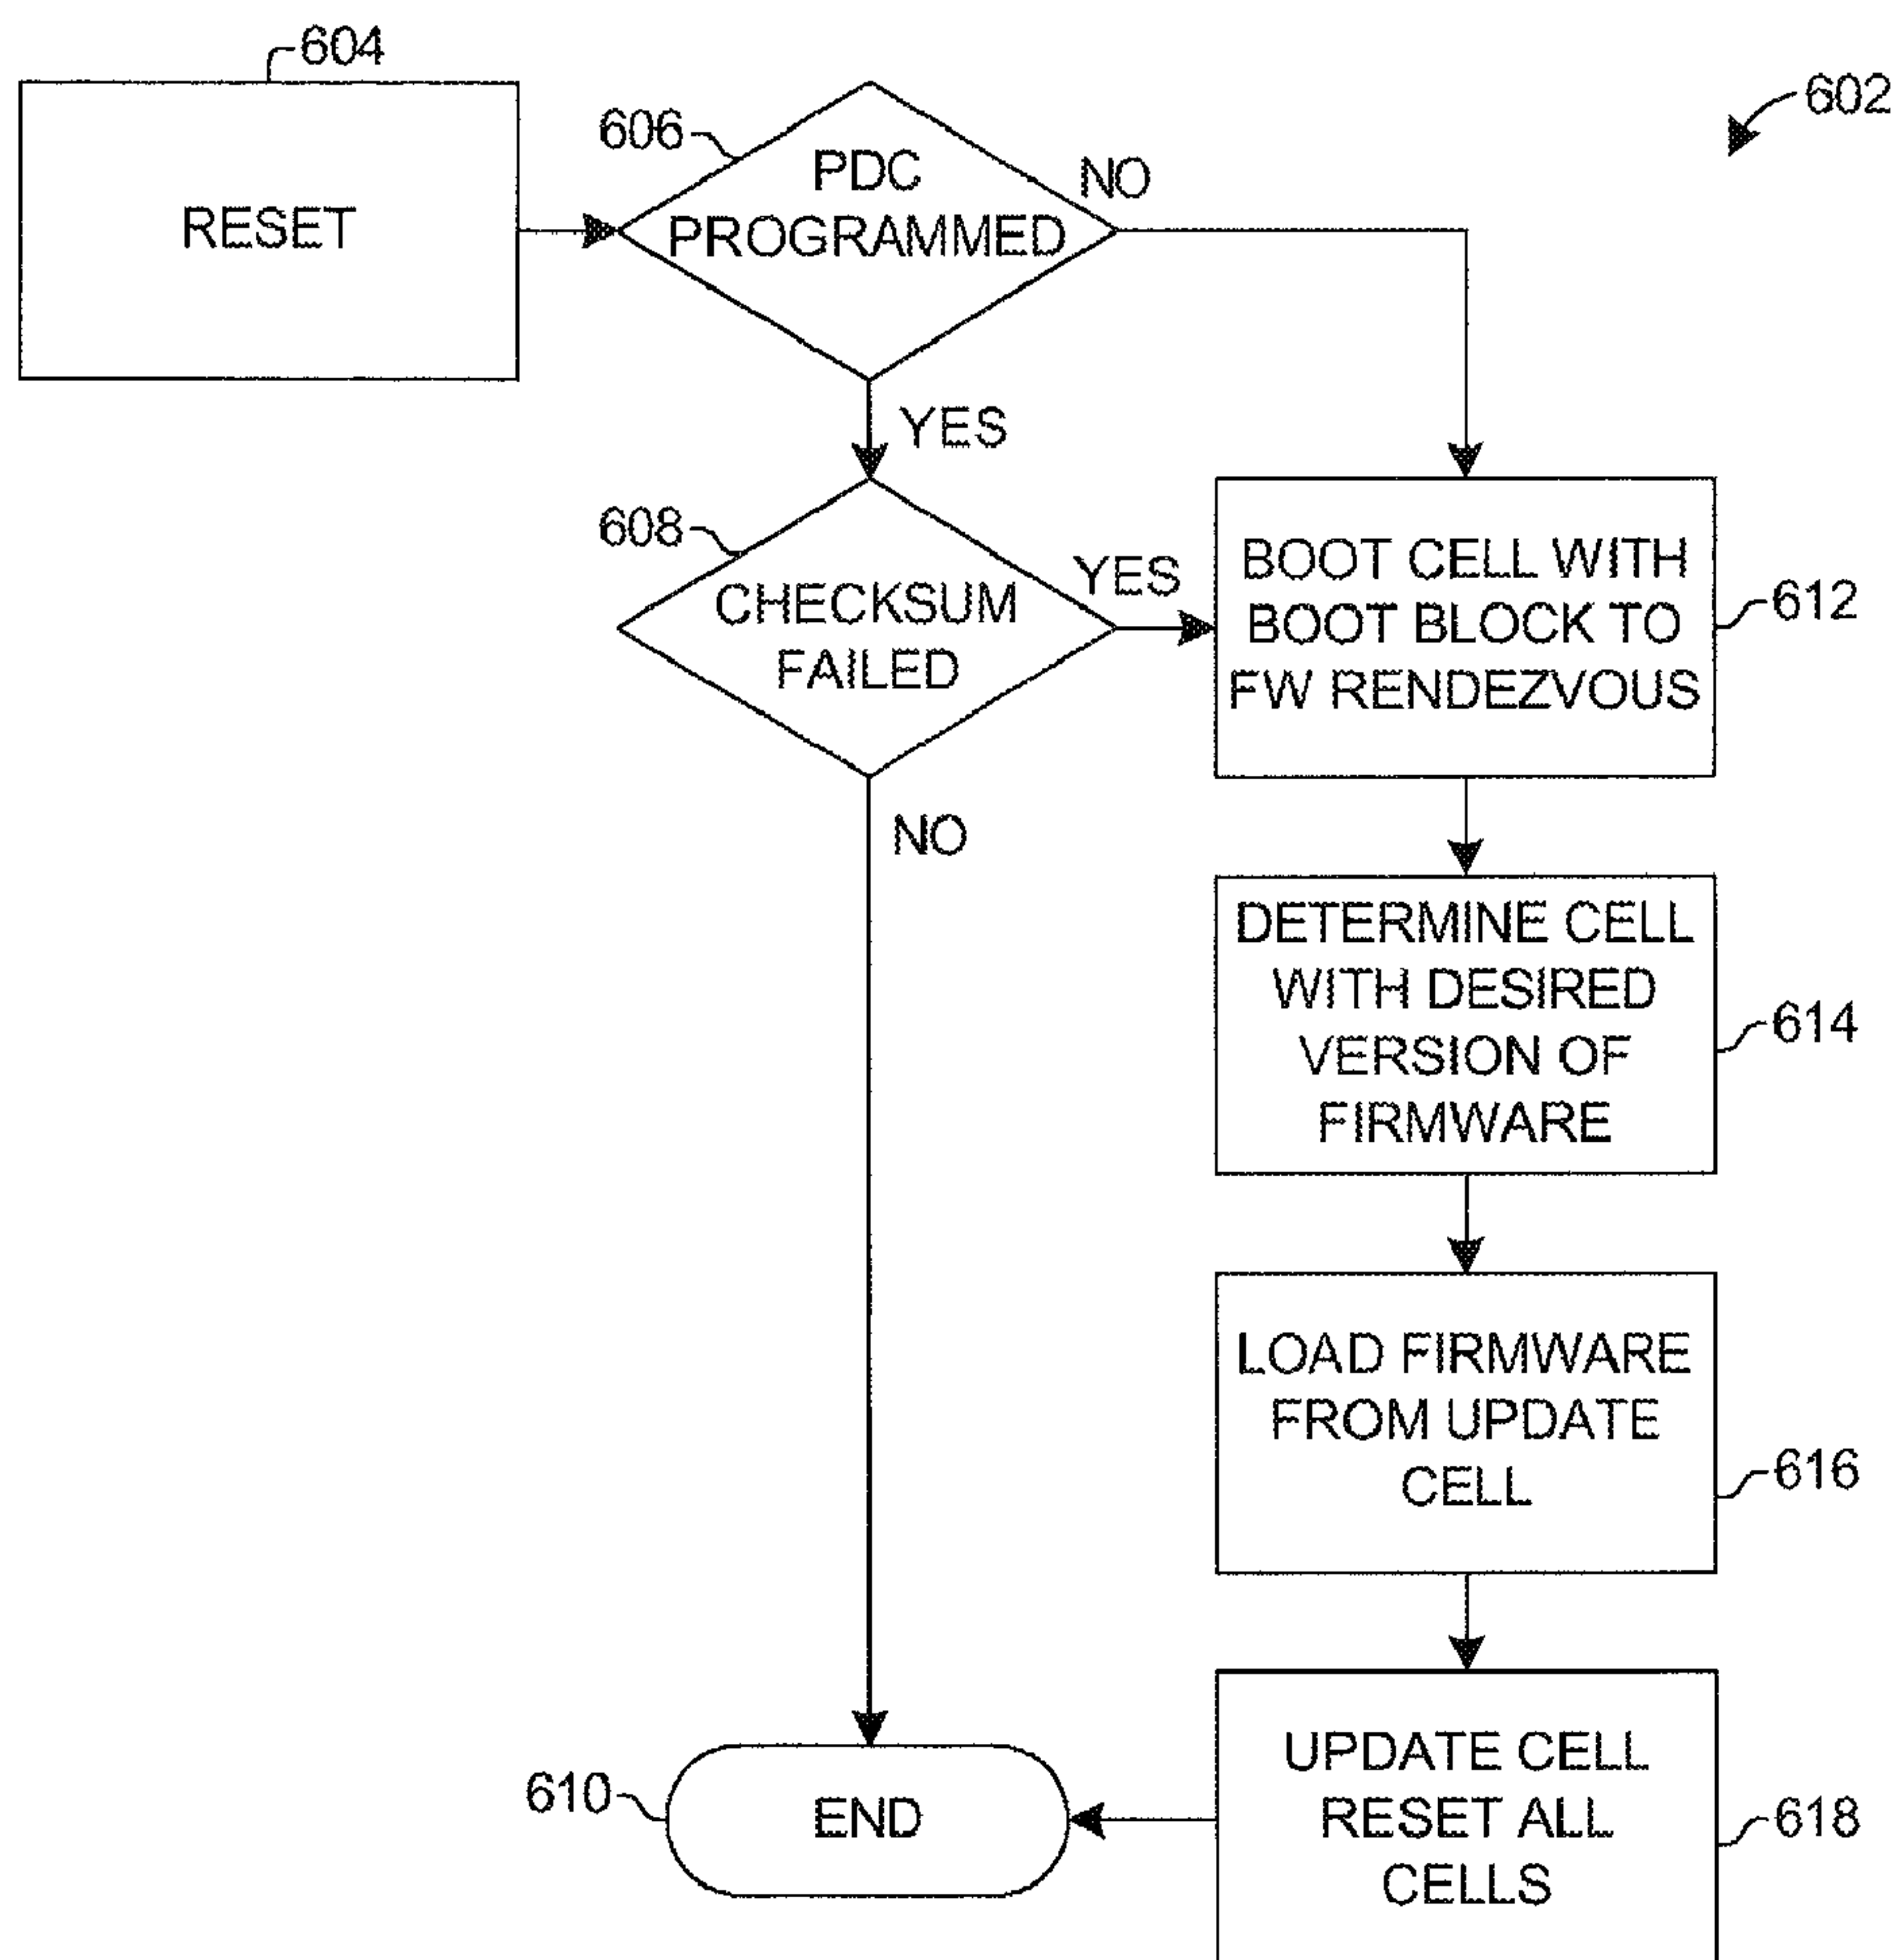 604
602
RESET
606
PDC
PROGRAMMED
NO
YES
608
CHECKSUM
FAILED
YES
NO
BOOT CELL WITH
BOOT BLOCK TO
FW RENDEZVOUS
612
DETERMINE CELL
WITH DESIRED
VERSION OF
FIRMWARE
614
LOAD FIRMWARE
FROM UPDATE
CELL
616
UPDATE CELL
RESET ALL
CELLS
618
610
END